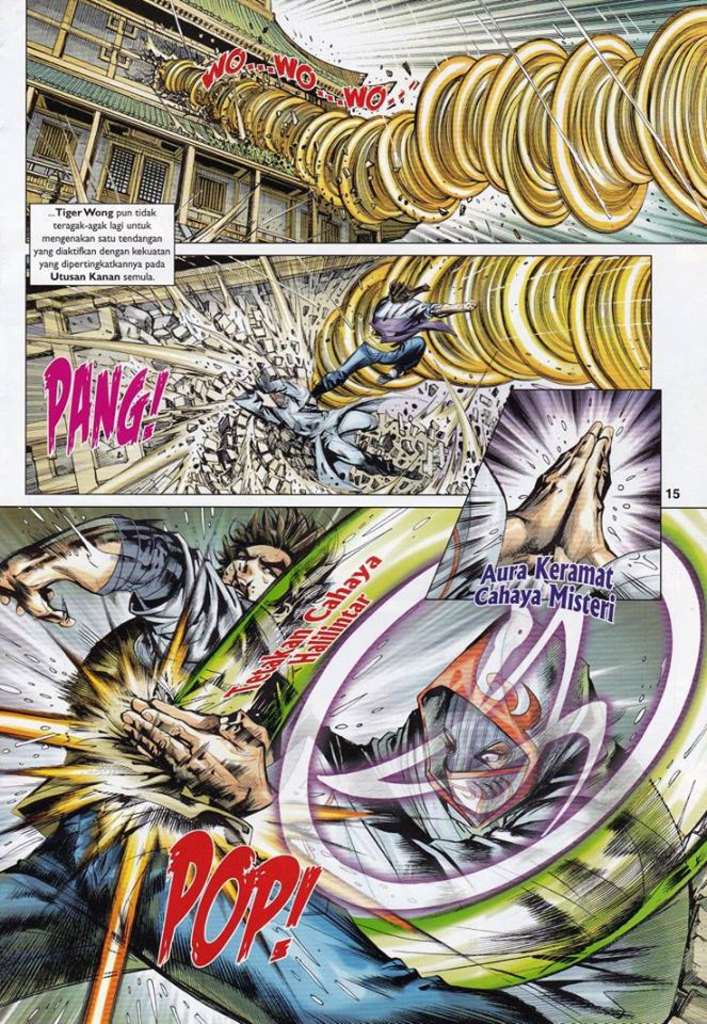 WO...WO...WO...
...Tiger Wong pun tidak
teragak-agak lagi untuk
mengenakan satu tendangan
yang diaktifkan dengan kekuatan
yang dipertingkatkannya pada
Utusan Kanan semula.
PANG!
15
Aura Keramat
Cahaya Misteri
Tetakan Cahaya
Halilintar
POP!